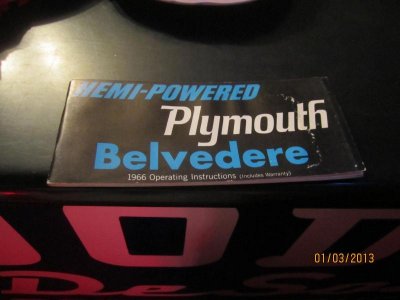 HEMI-POWERED
Plymouth
Belvedere
1966 Operating Instructions (Includes Warranty)
01/03/2013